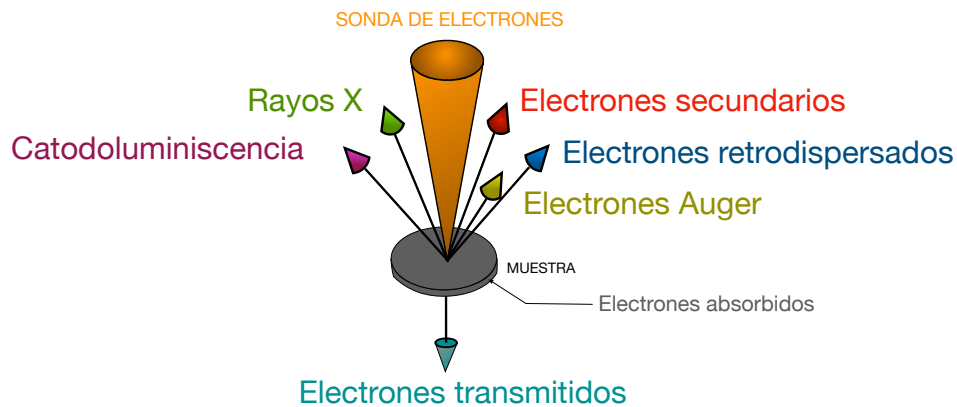 SONDA DE ELECTRONES
Rayos X
Electrones secundarios
Catodoluminiscencia
Electrones retrodispersados
Electrones Auger
MUESTRA
Electrones absorbidos
Electrones transmitidos